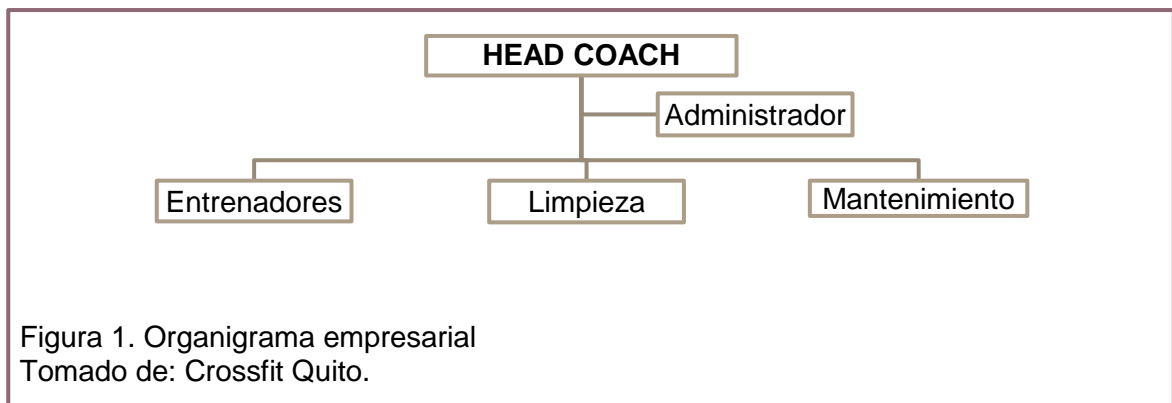 HEAD COACH
Administrador
Entrenadores
Limpieza
Mantenimiento
Figura 1. Organigrama empresarial
Tomado de: Crossfit Quito.